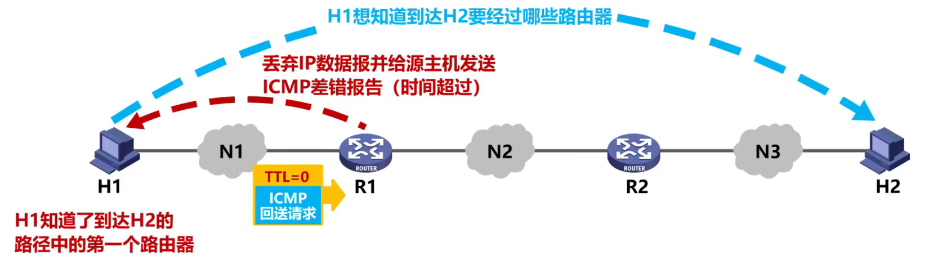 H1想知道到达H2要经过哪些路由器
丢弃IP数据报并给源主机发送
ICMP差错报告（时间超过）
N1
N2
N3
ROUTER
ROUTER
H1
R1
R2
H2
TTL=0
ICMP
回送请求
H1知道了到达H2的
路径中的第一个路由器